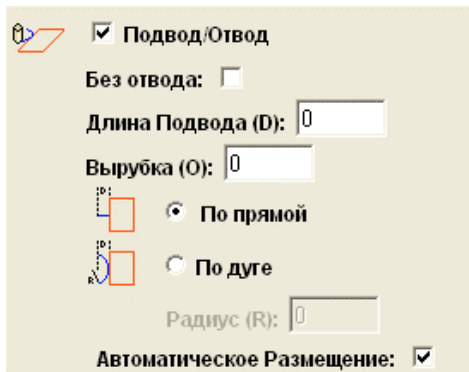 Подвод/Отвод
Без отвода:
Длина Подвода (D): 0
Вырубка (O): 0
D
По прямой
D
R
По дуге
Радиус (R): 0
Автоматическое Размещение: